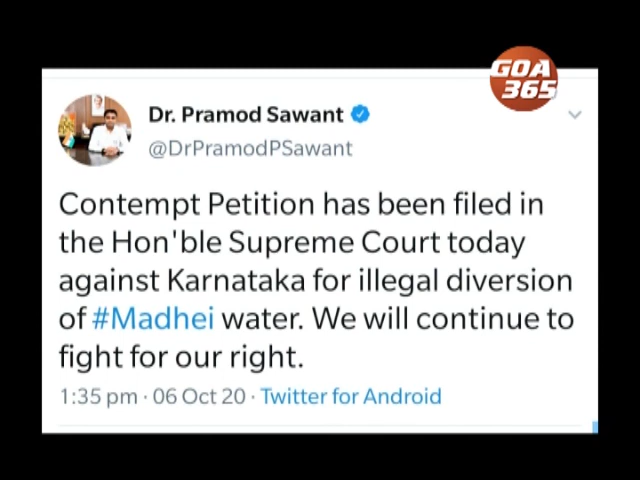 GOA
365
Dr. Pramod Sawant
@DrPramodPSawant
Contempt Petition has been filed in
the Hon'ble Supreme Court today
against Karnataka for illegal diversion
of #Madhei water. We will continue to
fight for our right.
1:35 pm · 06 Oct 20 · Twitter for Android